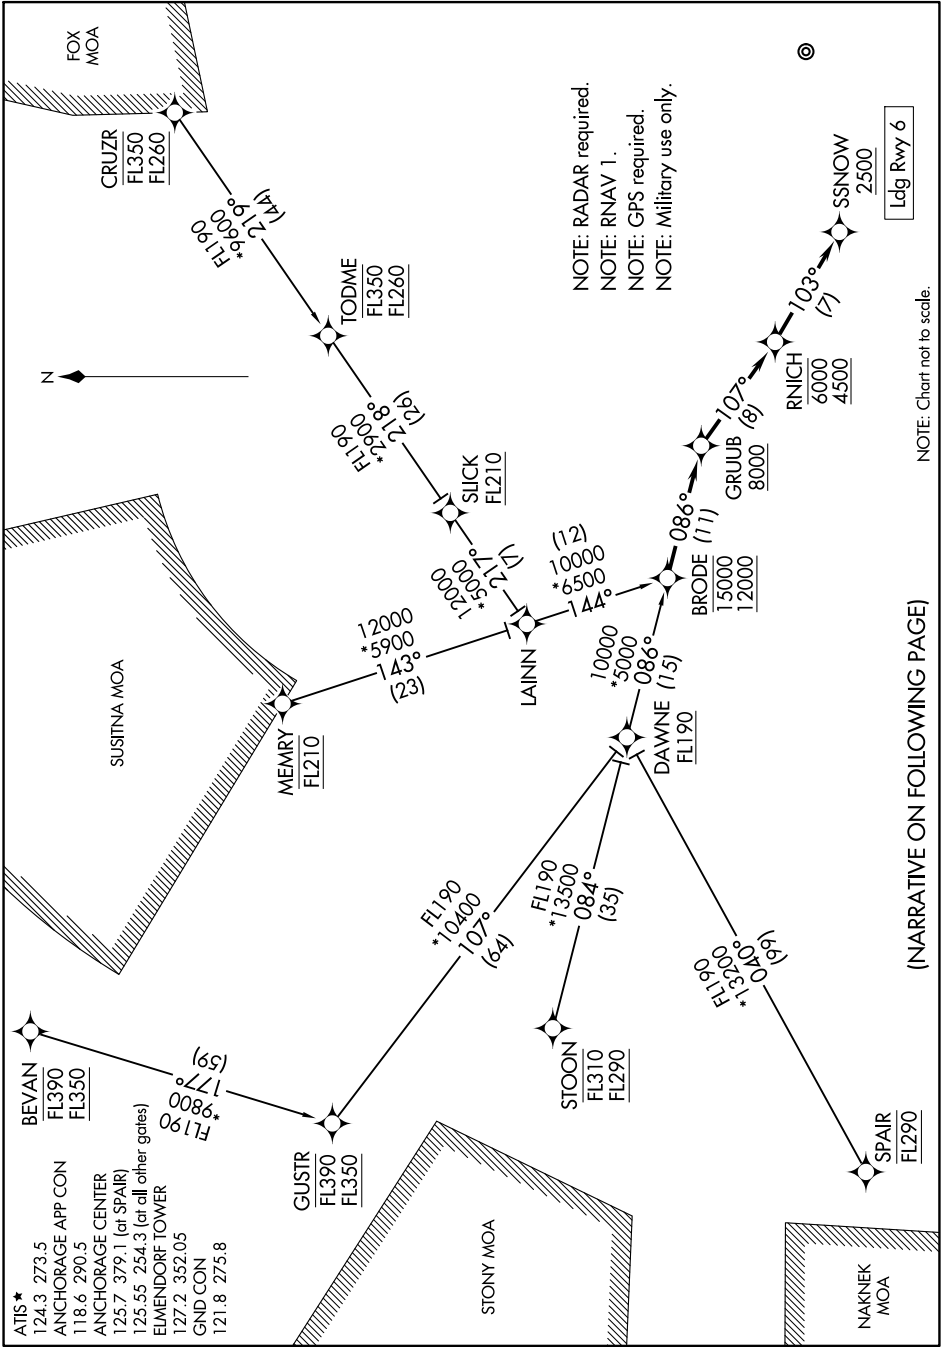 ATIS ★
124.3 273.5
ANCHORAGE APP CON
118.6 290.5
ANCHORAGE CENTER
125.7 379.1 (at SPAIR)
125.55 254.3 (at all other gates)
ELMENDORF TOWER
127.2 352.05
GND CON
121.8 275.8
BEVAN
FL390
FL350
FL190
*9800
177°
(59)
GUSTR
FL390
FL350
FL190
*10400
107°
(64)
STOON
FL310
FL290
FL190
*13500
084°
(35)
SPAIR
FL290
FL190
*13200
040°
(99)
STONY MOA
NAKNEK
MOA
SUSITNA MOA
FOX
MOA
N
MEMRY
FL210
12000
*5900
143°
(23)
CRUZR
FL350
FL260
FL190
*9600
219°
(44)
TODME
FL350
FL260
FL190
*2900
218°
(26)
SLICK
FL210
12000
*5000
217°
(7)
LAINN
(12)
10000
*6500
144°
DAWNE
FL190
10000
*5000
086°
(15)
BRODE
15000
12000
086°
(11)
GRUUB
8000
107°
(8)
RNICH
6000
4500
103°
(7)
SSNOW
2500
Ldg Rwy 6
NOTE: RADAR required.
NOTE: RNAV 1.
NOTE: GPS required.
NOTE: Military use only.
NOTE: Chart not to scale.
(NARRATIVE ON FOLLOWING PAGE)